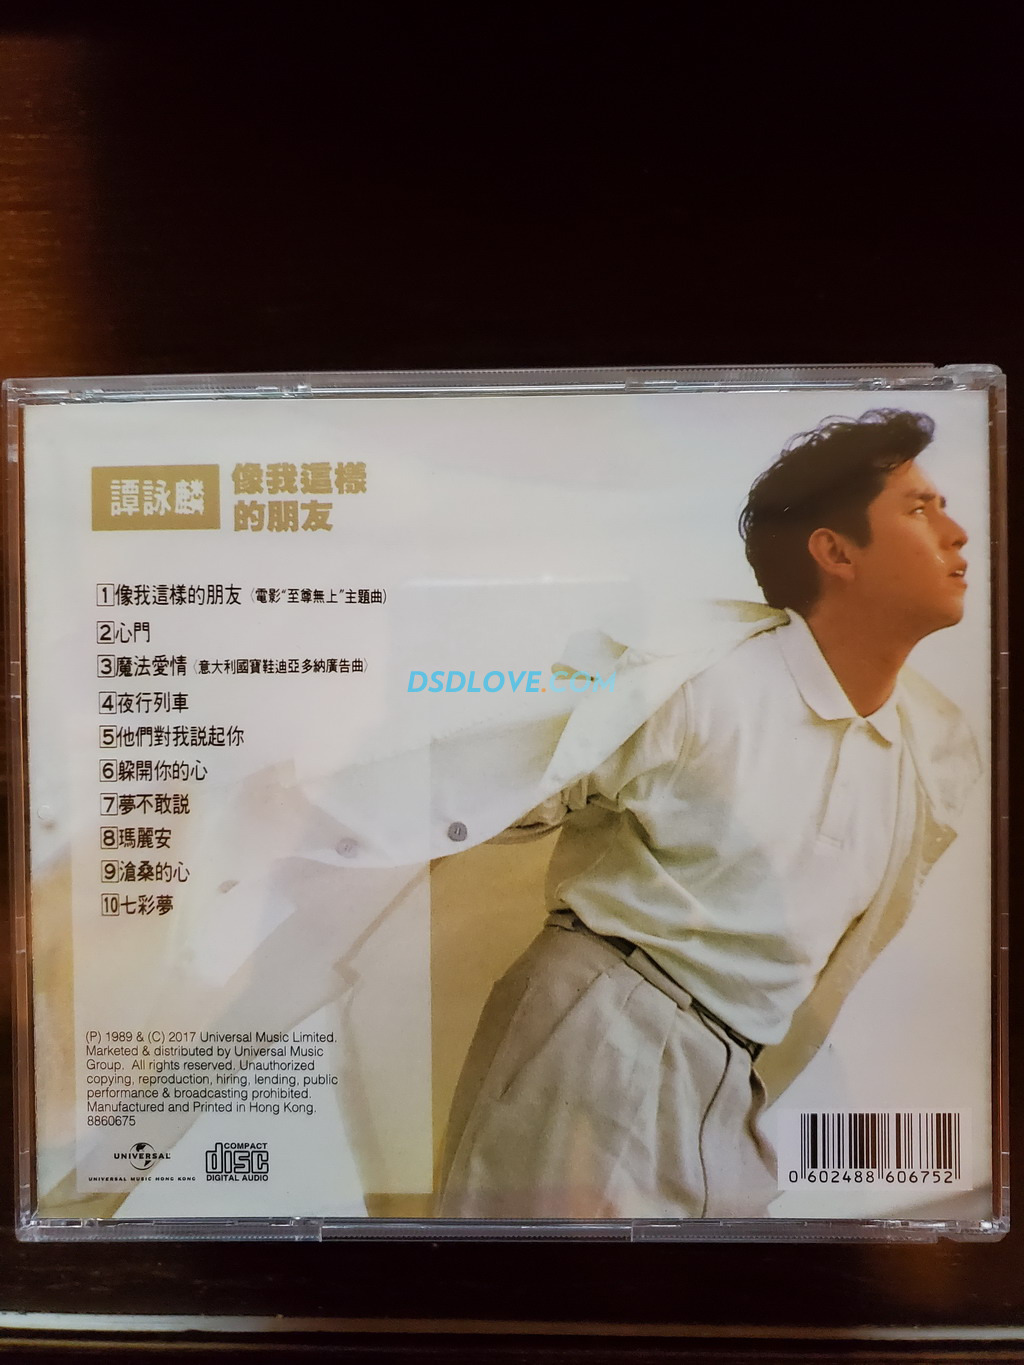 譚詠麟
像我這樣
的朋友
1像我這樣的朋友（電影“至尊無上”主題曲）
2心門
3魔法愛情（意大利國寶鞋迪亞多納廣告曲）
DSDLOVE.COM
4夜行列車
5他們對我説起你
6躲開你的心
7夢不敢説
8瑪麗安
9滄桑的心
10七彩夢
(P) 1989 & (C) 2017 Universal Music Limited.
Marketed & distributed by Universal Music
Group. All rights reserved. Unauthorized
copying, reproduction, hiring, lending, public
performance & broadcasting prohibited.
Manufactured and Printed in Hong Kong.
8860675
UNIVERSAL
UNIVERSAL MUSIC HONG KONG
COMPACT
disc
DIGITAL AUDIO
0 602488 606752